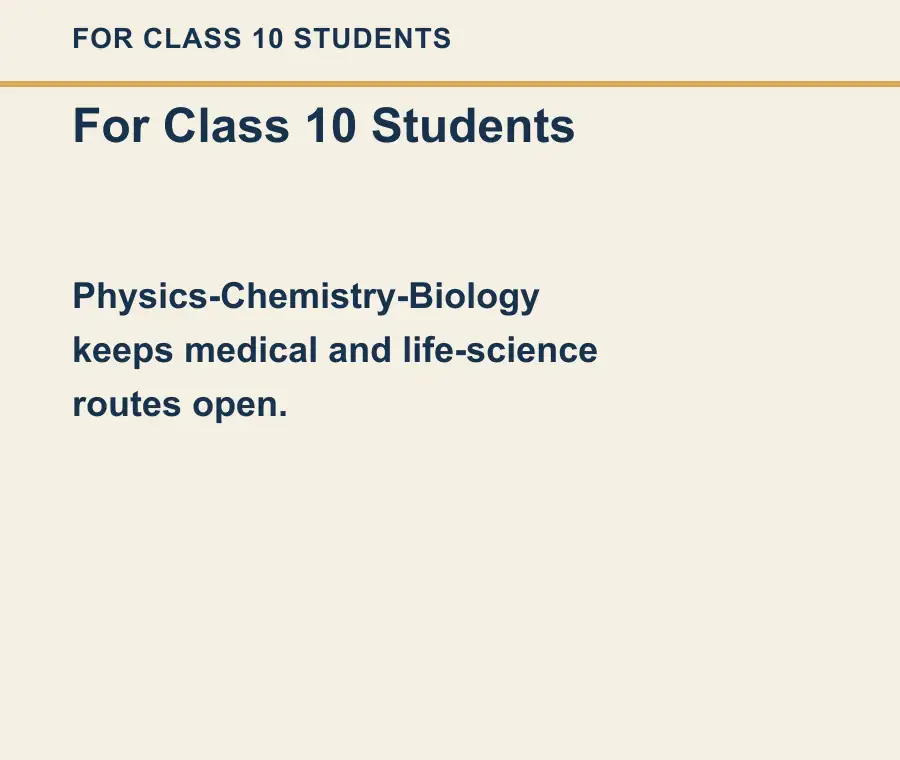 FOR CLASS 10 STUDENTS
For Class 10 Students
Physics-Chemistry-Biology
keeps medical and life-science
routes open.